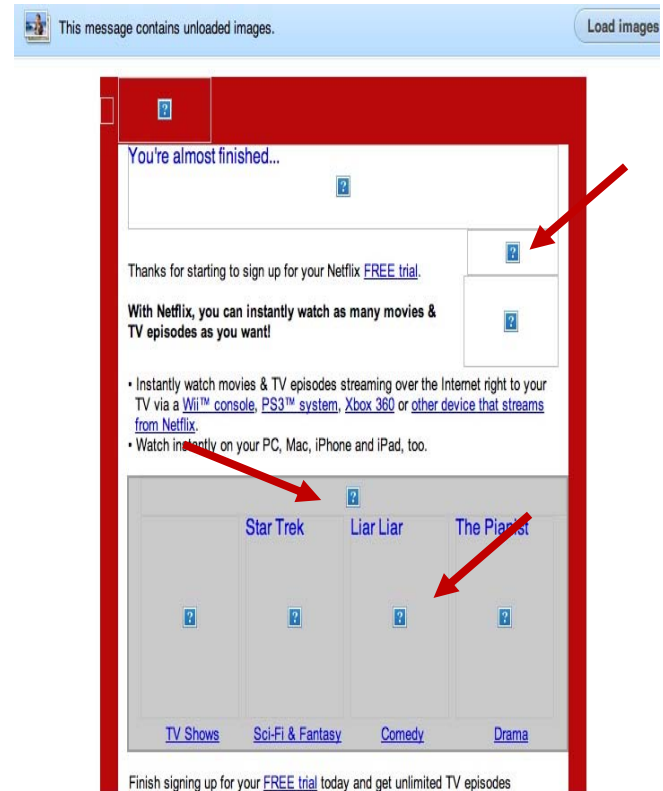 This message contains unloaded images.
Load images
You're almost finished...
Thanks for starting to sign up for your Netflix FREE trial.
With Netflix, you can instantly watch as many movies &
TV episodes as you want!
• Instantly watch movies & TV episodes streaming over the Internet right to your
TV via a Wii™ console, PS3™ system, Xbox 360 or other device that streams
from Netflix.
• Watch instantly on your PC, Mac, iPhone and iPad, too.
Star Trek Liar Liar The Pianist
TV Shows Sci-Fi & Fantasy Comedy Drama
Finish signing up for your FREE trial today and get unlimited TV episodes